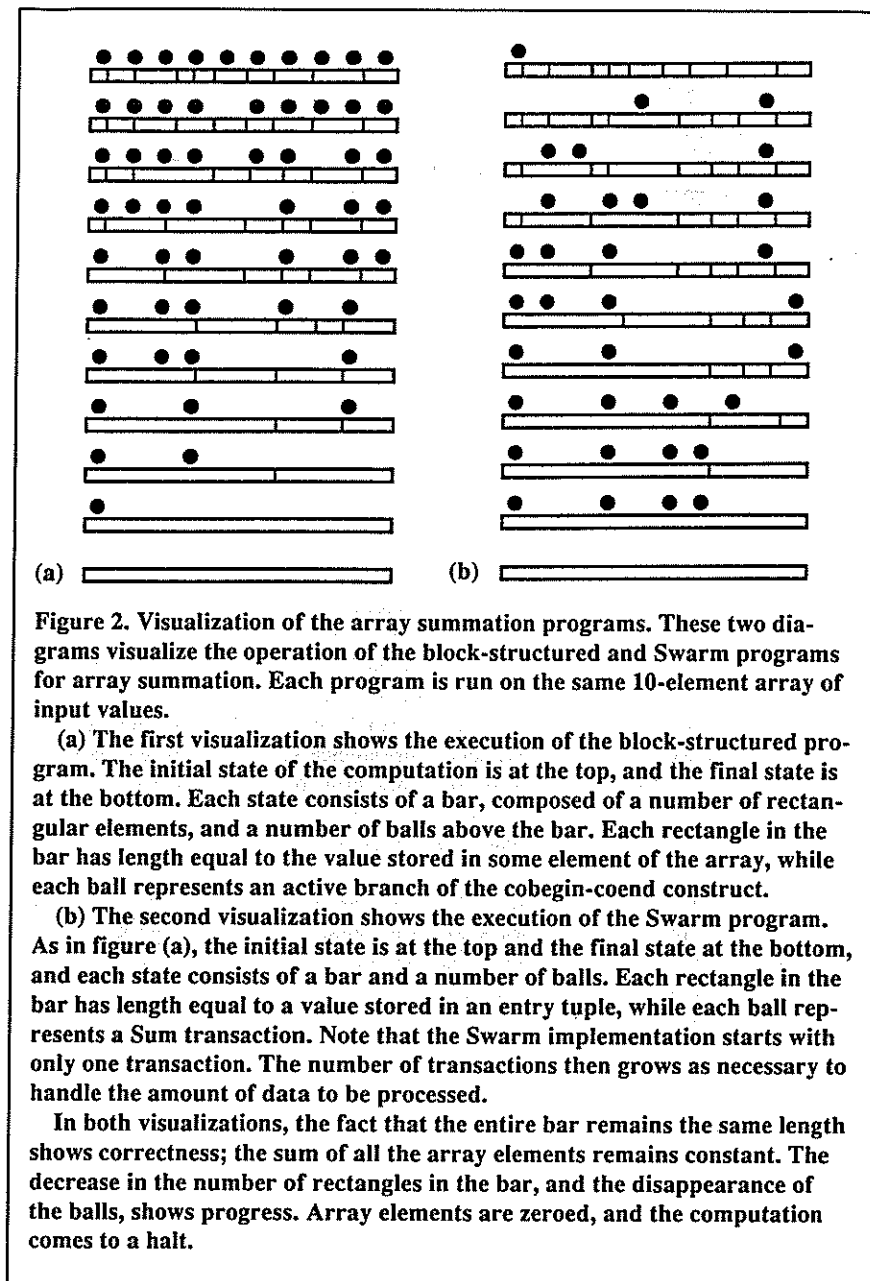 (a)
(b)
Figure 2. Visualization of the array summation programs. These two dia-
grams visualize the operation of the block-structured and Swarm programs
for array summation. Each program is run on the same 10-element array of
input values.
(a) The first visualization shows the execution of the block-structured pro-
gram. The initial state of the computation is at the top, and the final state is
at the bottom. Each state consists of a bar, composed of a number of rectan-
gular elements, and a number of balls above the bar. Each rectangle in the
bar has length equal to the value stored in some element of the array, while
each ball represents an active branch of the cobegin-coend construct.
(b) The second visualization shows the execution of the Swarm program.
As in figure (a), the initial state is at the top and the final state at the bottom,
and each state consists of a bar and a number of balls. Each rectangle in the
bar has length equal to a value stored in an entry tuple, while each ball rep-
resents a Sum transaction. Note that the Swarm implementation starts with
only one transaction. The number of transactions then grows as necessary to
handle the amount of data to be processed.
In both visualizations, the fact that the entire bar remains the same length
shows correctness; the sum of all the array elements remains constant. The
decrease in the number of rectangles in the bar, and the disappearance of
the balls, shows progress. Array elements are zeroed, and the computation
comes to a halt.